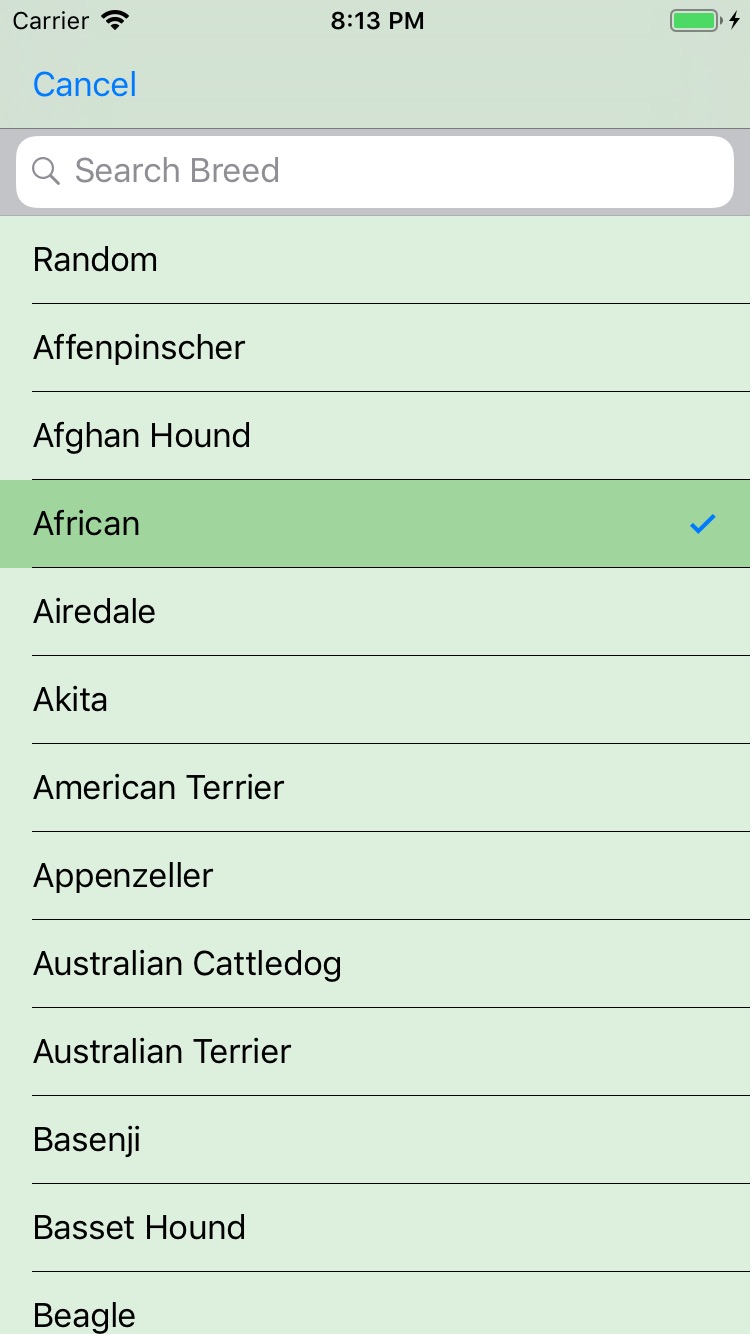 Carrier 8:13 PM
Cancel
Search Breed
Random
Affenpinscher
Afghan Hound
African
Airedale
Akita
American Terrier
Appenzeller
Australian Cattledog
Australian Terrier
Basenji
Basset Hound
Beagle